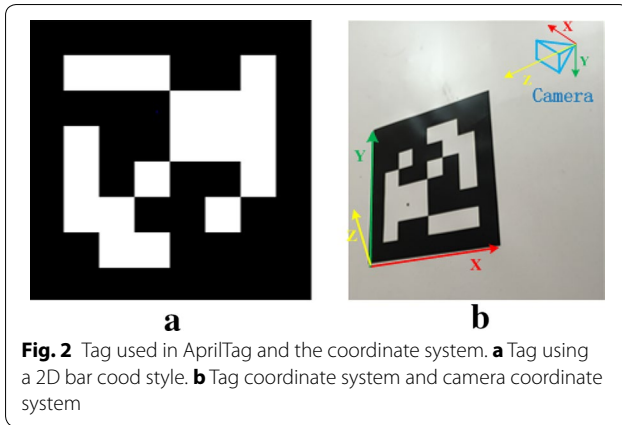 X
Y
Z
Camera
Y
Z
X
a
b
Fig. 2 Tag used in AprilTag and the coordinate system. a Tag using
a 2D bar cood style. b Tag coordinate system and camera coordinate
system